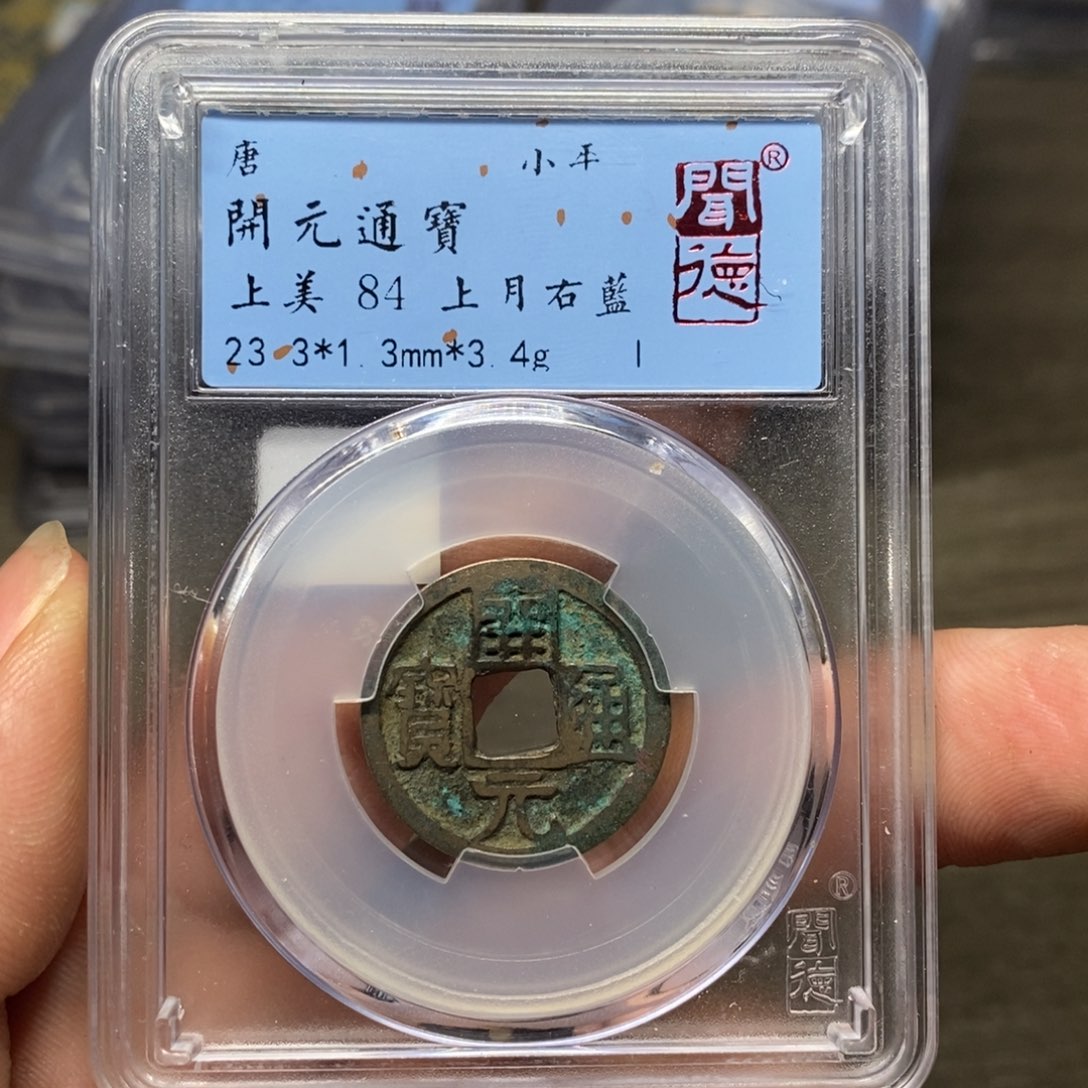 唐 小平
開元通寶
上美 84 上月右藍
23.3*1.3mm*3.4g I
聞德®
開元通寶
®
聞德